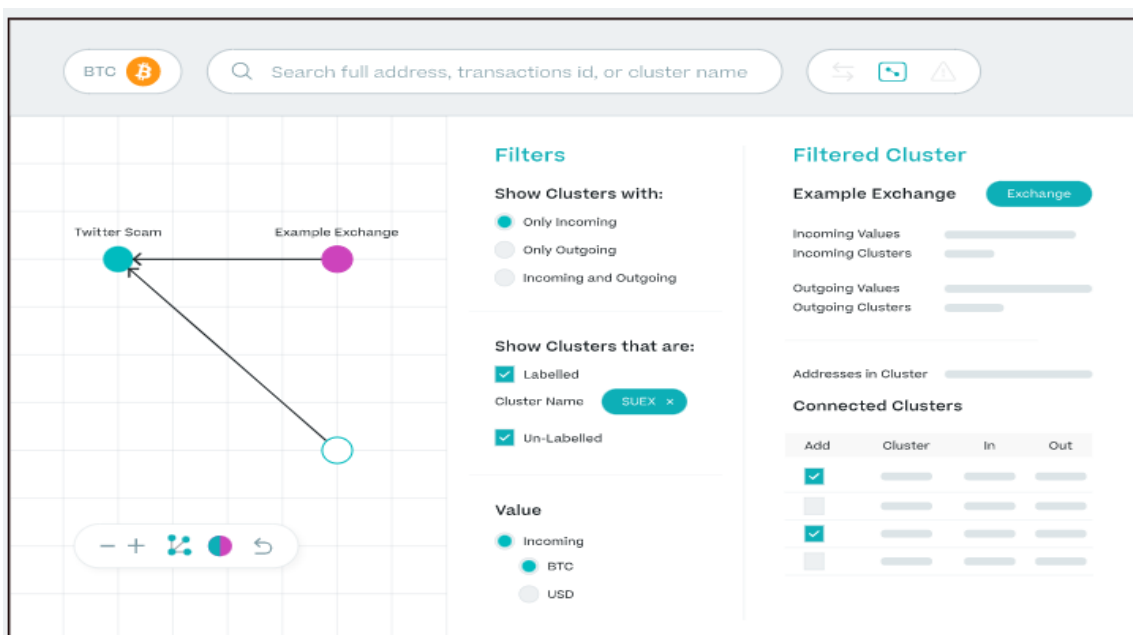 BTC
Search full address, transactions id, or cluster name
Twitter Scam
Example Exchange
Filters
Show Clusters with:
Only Incoming
Only Outgoing
Incoming and Outgoing
Show Clusters that are:
Labelled
Cluster Name SUEX ×
Un-Labelled
Value
Incoming
BTC
USD
Filtered Cluster
Example Exchange Exchange
Incoming Values
Incoming Clusters
Outgoing Values
Outgoing Clusters
Addresses in Cluster
Connected Clusters
Add Cluster In Out